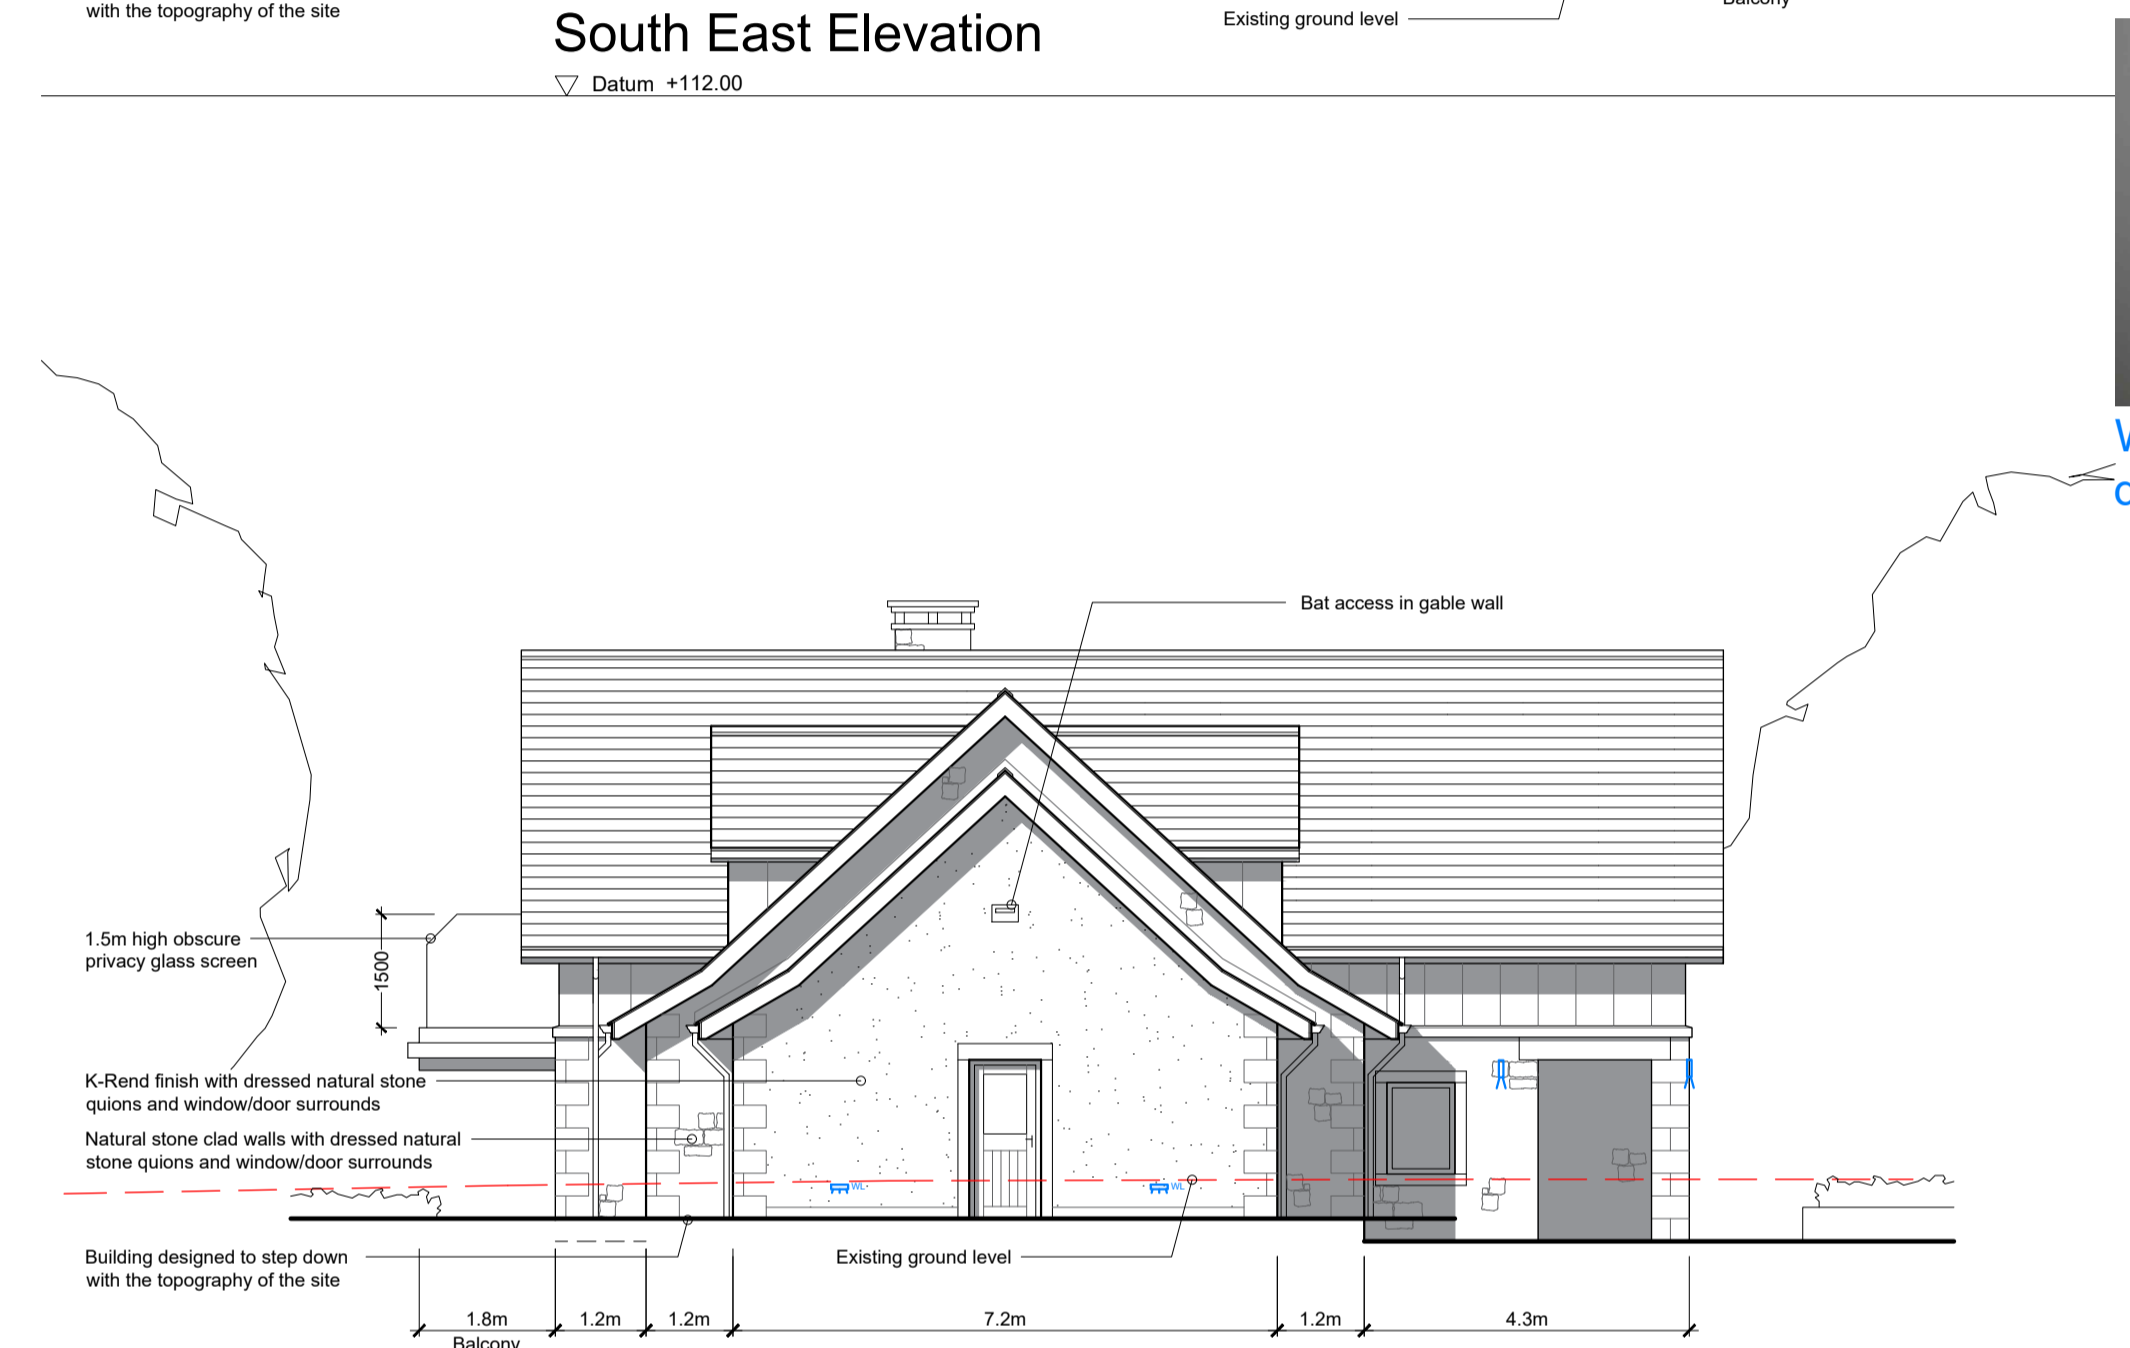 with the topography of the site
South East Elevation
Existing ground level
Datum +112.00
Bat access in gable wall
1.5m high obscure
privacy glass screen
1500
K-Rend finish with dressed natural stone
quions and window/door surrounds
Natural stone clad walls with dressed natural
stone quions and window/door surrounds
WL
WL
Building designed to step down
with the topography of the site
Existing ground level
1.8m
1.2m
1.2m
7.2m
1.2m
4.3m
Balcony